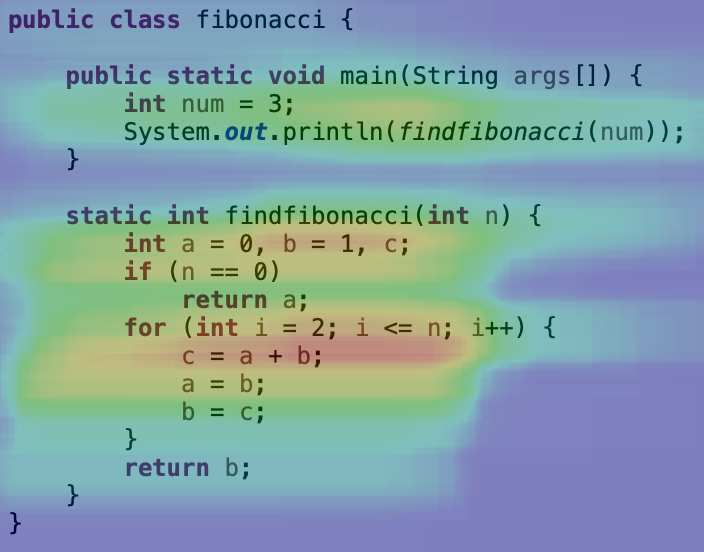 public class fibonacci {
public static void main(String args[]) {
int num = 3;
System.out.println(findfibonacci(num));
}
static int findfibonacci(int n) {
int a = 0, b = 1, c;
if (n == 0)
return a;
for (int i = 2; i <= n; i++) {
c = a + b;
a = b;
b = c;
}
return b;
}
}